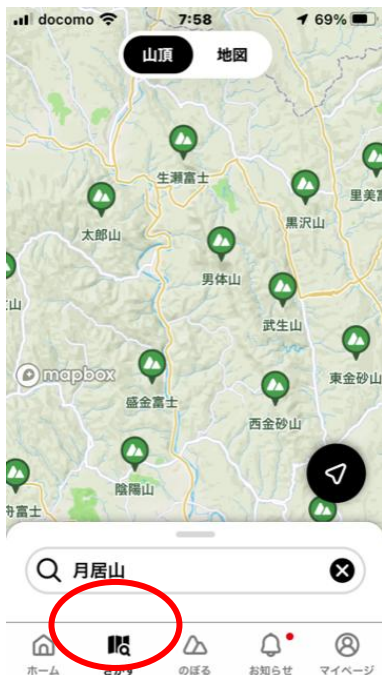 docomo 7:58 69%
山頂 地図
生瀬富士
太郎山
黒沢山
里美
男体山
武生山
mapbox
東金砂山
盛金富士
西金砂山
陰陽山
舟富士
月居山
ホーム さがす のぼる お知らせ マイページ